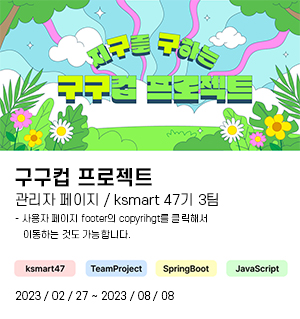 지구를 구하는
구구컵 프로젝트
구구컵 프로젝트
관리자 페이지 / ksmart 47기 3팀
- 사용자 페이지 footer의 copyrihgt를 클릭해서
이동하는 것도 가능합니다.
ksmart47 TeamProject SpringBoot JavaScript
2023 / 02 / 27 ~ 2023 / 08 / 08